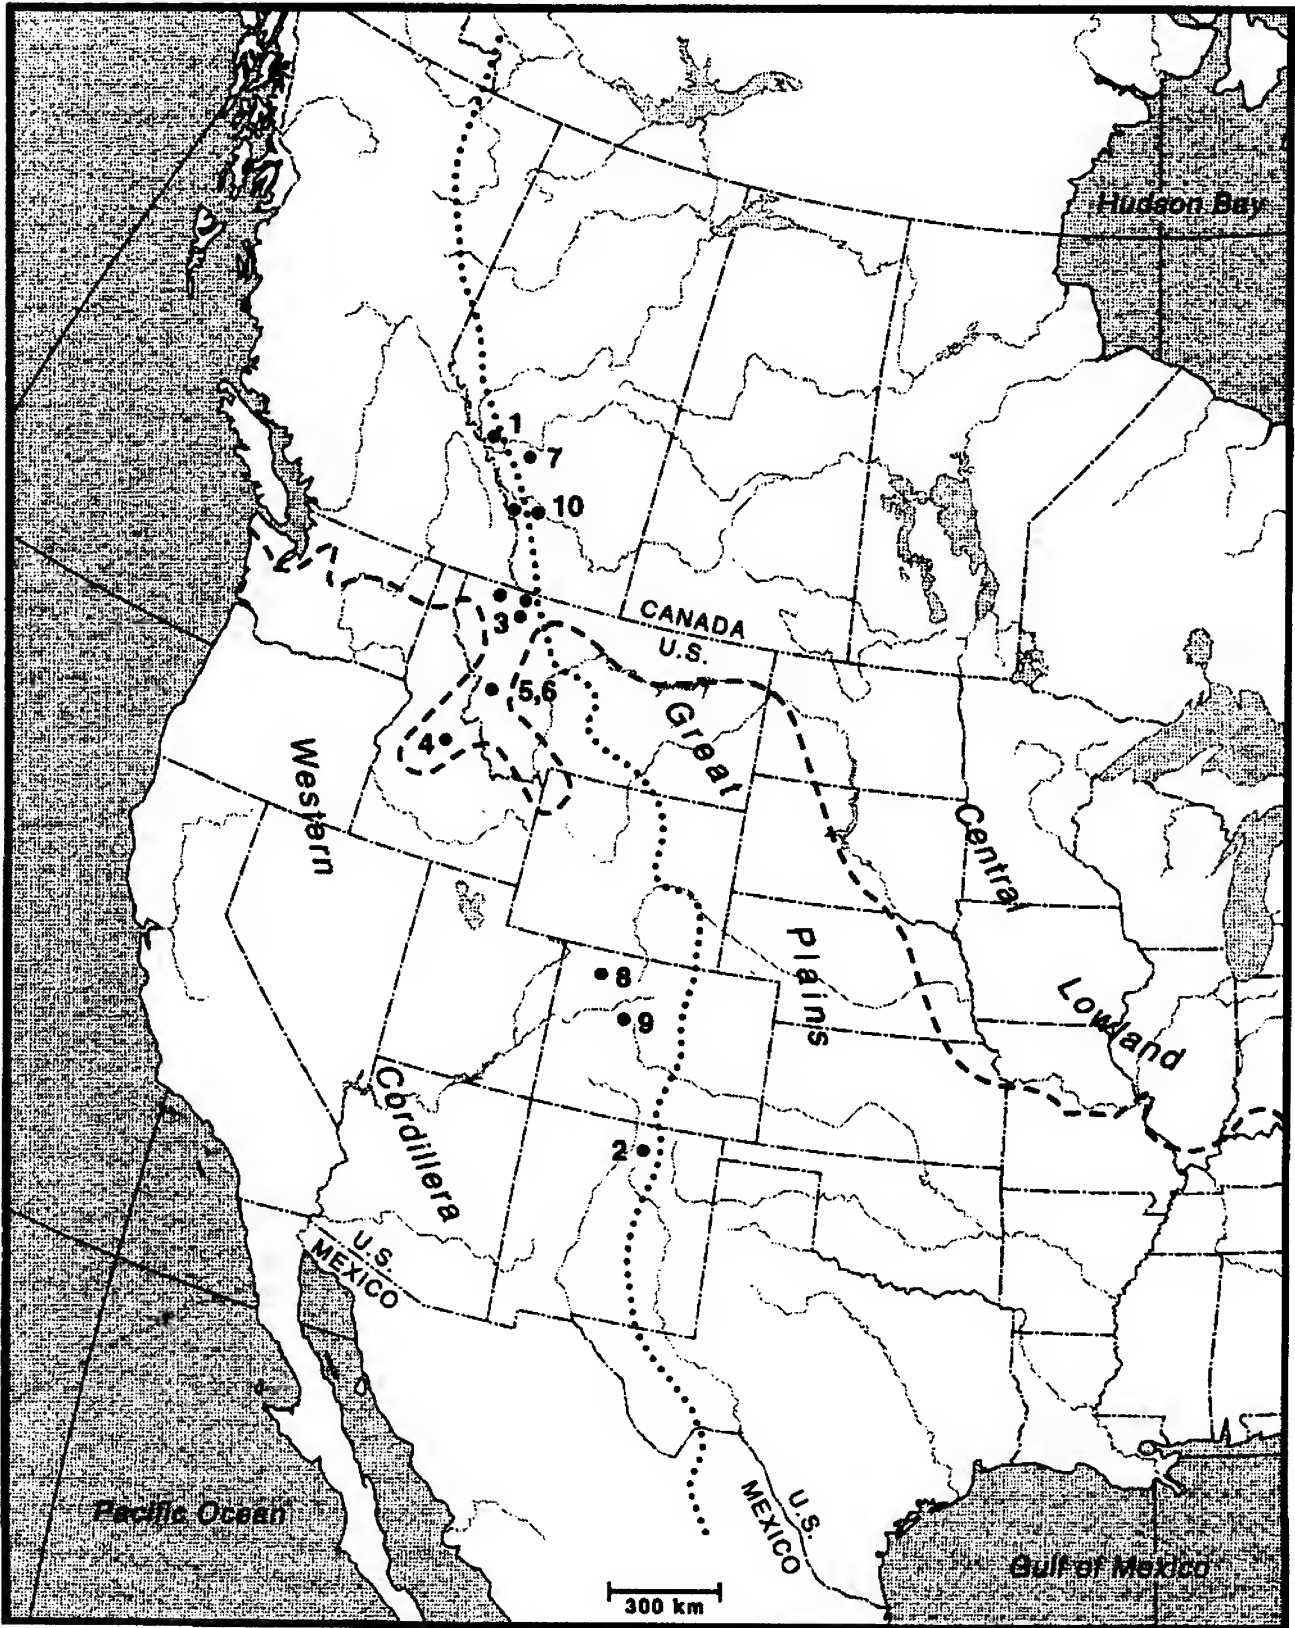 Hudson Bay
1
7
10
CANADA
U.S.
3
5,6
4
Great
Western
Central
Plains
8
9
Lowland
Cordillera
2
U.S.
MEXICO
U.S.
MEXICO
Pacific Ocean
Gulf of Mexico
300 km